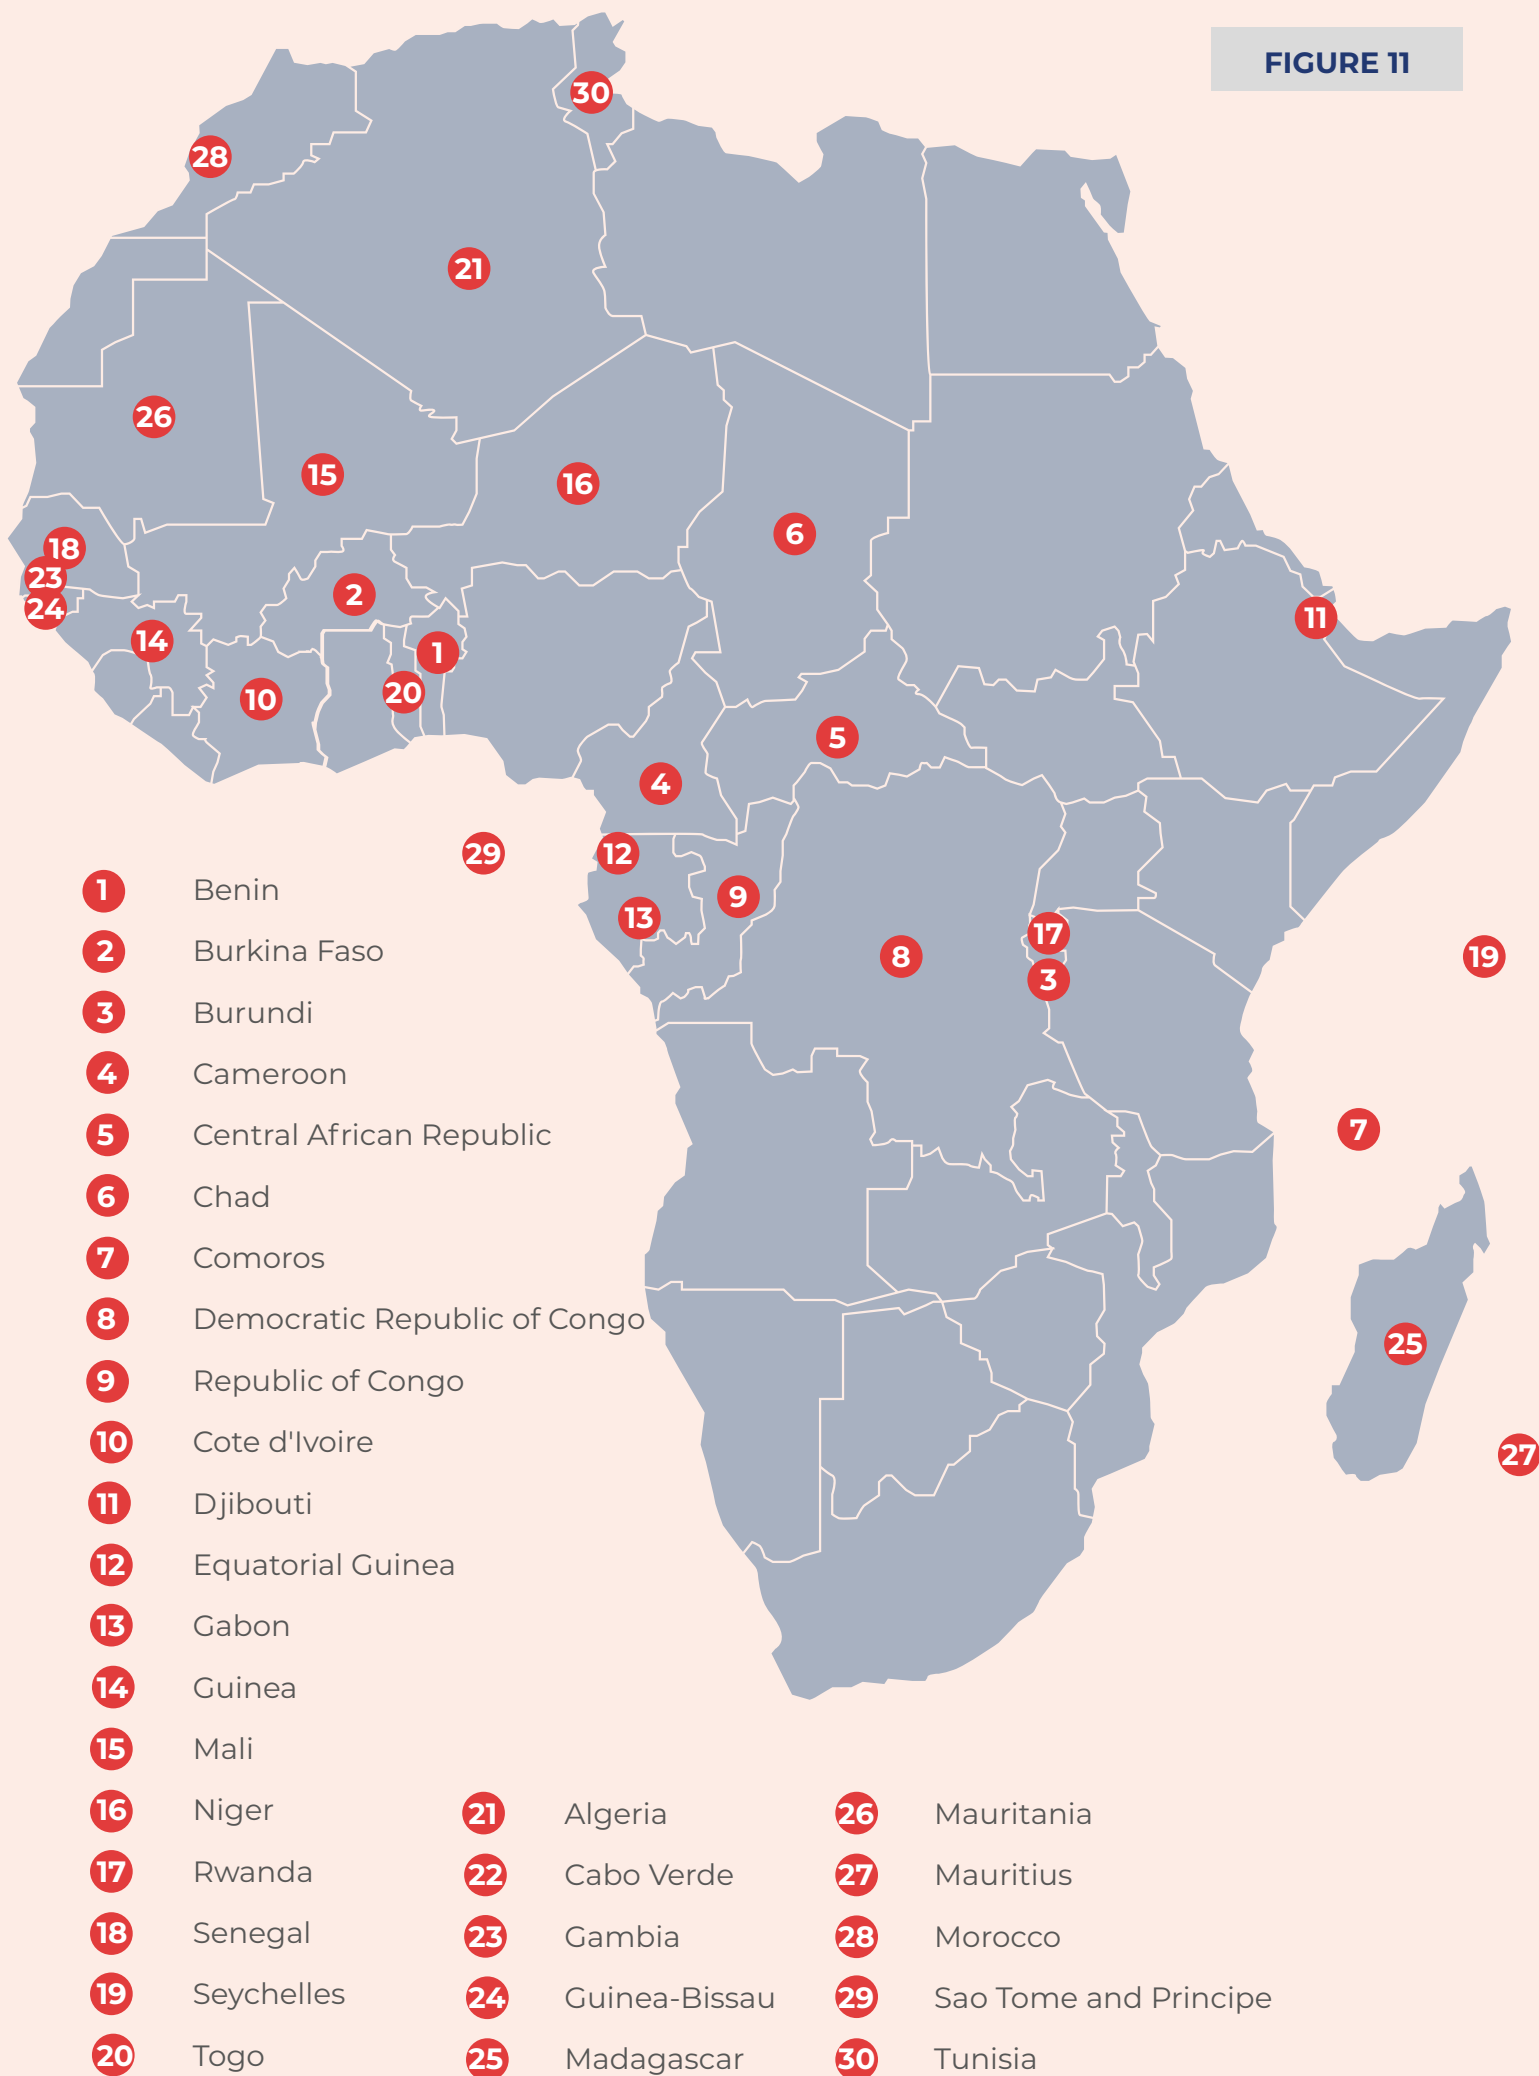 FIGURE 11
30
28
21
26
15
16
6
18
23
2
24
11
14
1
20
10
5
4
29
12
9
13
17
8
19
3
7
25
27
1 Benin
2 Burkina Faso
3 Burundi
4 Cameroon
5 Central African Republic
6 Chad
7 Comoros
8 Democratic Republic of Congo
9 Republic of Congo
10 Cote d'Ivoire
11 Djibouti
12 Equatorial Guinea
13 Gabon
14 Guinea
15 Mali
16 Niger
17 Rwanda
18 Senegal
19 Seychelles
20 Togo
21 Algeria
22 Cabo Verde
23 Gambia
24 Guinea-Bissau
25 Madagascar
26 Mauritania
27 Mauritius
28 Morocco
29 Sao Tome and Principe
30 Tunisia